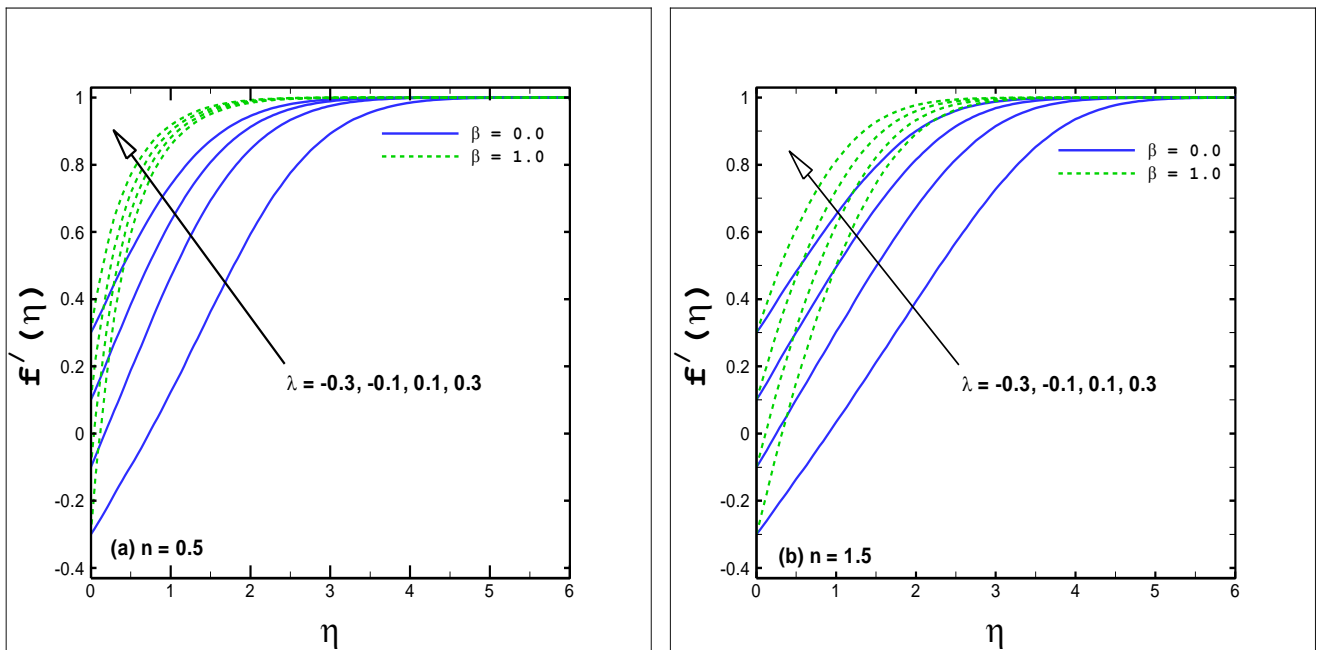 1
0.8
0.6
0.4
0.2
0
-0.2
-0.4
f′ (η)
β = 0.0
β = 1.0
λ = -0.3, -0.1, 0.1, 0.3
(a) n = 0.5
0 1 2 3 4 5 6
η
1
0.8
0.6
0.4
0.2
0
-0.2
-0.4
f′ (η)
β = 0.0
β = 1.0
λ = -0.3, -0.1, 0.1, 0.3
(b) n = 1.5
0 1 2 3 4 5 6
η